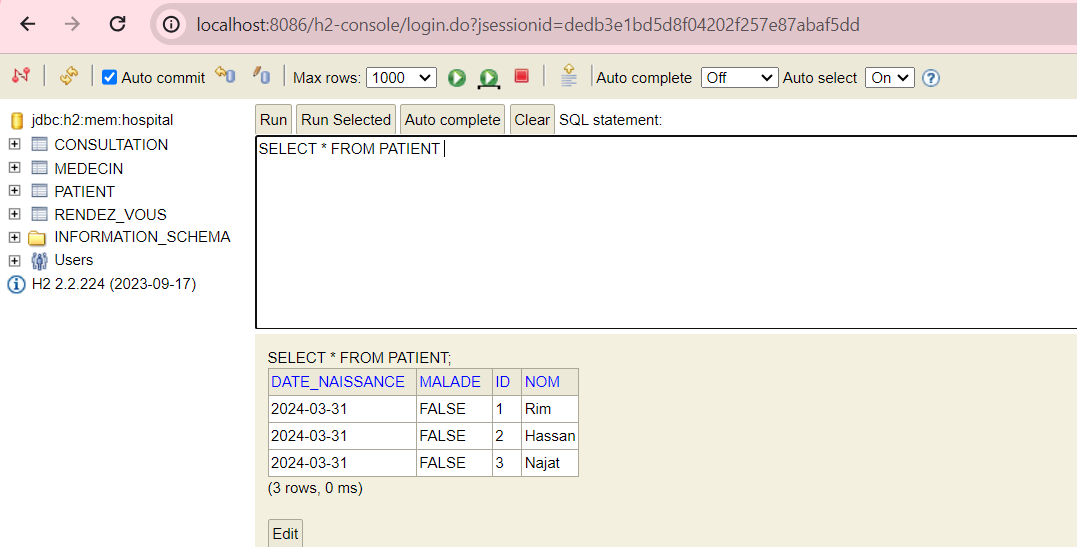 localhost:8086/h2-console/login.do?jsessionid=dedb3e1bd5d8f04202f257e87abaf5dd
Auto commit Max rows: 1000 Auto complete Off Auto select On ?
jdbc:h2:mem:hospital
CONSULTATION
MEDECIN
PATIENT
RENDEZ_VOUS
INFORMATION_SCHEMA
Users
H2 2.2.224 (2023-09-17)
Run Run Selected Auto complete Clear SQL statement:
SELECT * FROM PATIENT
SELECT * FROM PATIENT;
DATE_NAISSANCE MALADE ID NOM
2024-03-31 FALSE 1 Rim
2024-03-31 FALSE 2 Hassan
2024-03-31 FALSE 3 Najat
(3 rows, 0 ms)
Edit